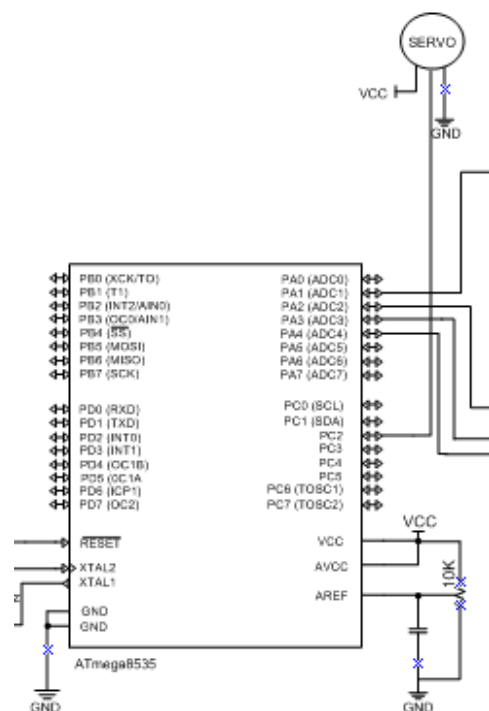 SERVO
VCC
GND
PB0 (XCK/TO)
PB1 (T1)
PB2 (INT2/AIN0)
PB3 (OC0/AIN1)
PB4 (SS)
PB5 (MOSI)
PB6 (MISO)
PB7 (SCK)
PA0 (ADC0)
PA1 (ADC1)
PA2 (ADC2)
PA3 (ADC3)
PA4 (ADC4)
PA5 (ADC5)
PA6 (ADC6)
PA7 (ADC7)
PD0 (RXD)
PD1 (TXD)
PD2 (INT0)
PD3 (INT1)
PD4 (OC1B)
PD5 (0C1A
PD6 (ICP1)
PD7 (OC2)
PC0 (SCL)
PC1 (SDA)
PC2
PC3
PC4
PC5
PC6 (TOSC1)
PC7 (TOSC2)
RESET
XTAL2
XTAL1
GND
GND
VCC
AVCC
AREF
VCC
10K
ATmega8535
GND
GND